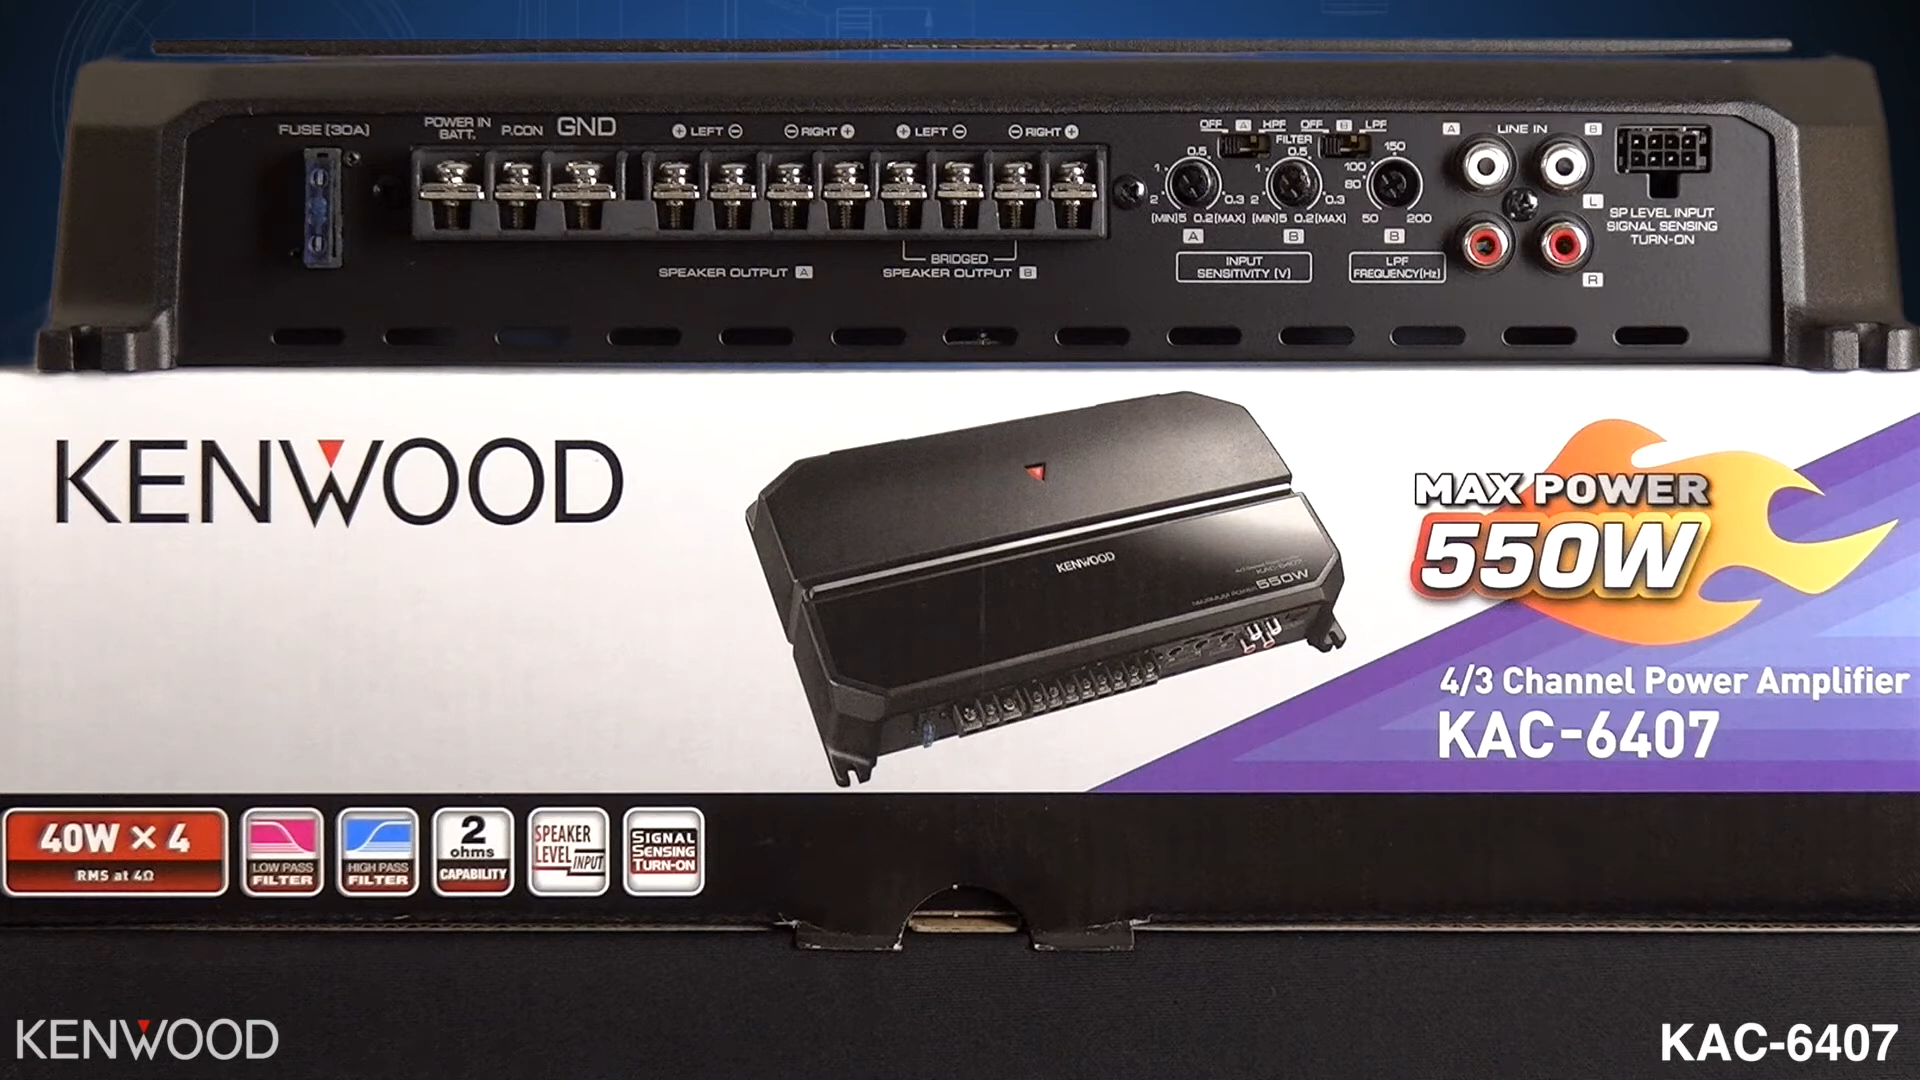 FUSE (30A)
POWER IN
BATT.
P.CON
GND
⊕ LEFT ⊖
⊖ RIGHT ⊕
⊕ LEFT ⊖
⊖ RIGHT ⊕
SPEAKER OUTPUT A
BRIDGED
SPEAKER OUTPUT B
OFF A HPF
OFF B LPF
FILTER
0.5
1
2
0.3
(MIN)5 0.2(MAX)
A
0.5
1
2
0.3
(MIN)5 0.2(MAX)
B
INPUT
SENSITIVITY (V)
150
100
80
50
200
B
LPF
FREQUENCY(Hz)
A LINE IN B
L
R
SP LEVEL INPUT
SIGNAL SENSING
TURN-ON
KENWOOD
KENWOOD
KAC-6407
MAXIMUM POWER 550W
MAX POWER
550W
4/3 Channel Power Amplifier
KAC-6407
40W × 4
RMS at 4Ω
LOW PASS
FILTER
HIGH PASS
FILTER
2
ohms
CAPABILITY
SPEAKER
LEVEL INPUT
SIGNAL
SENSING
TURN-ON
KENWOOD
KAC-6407